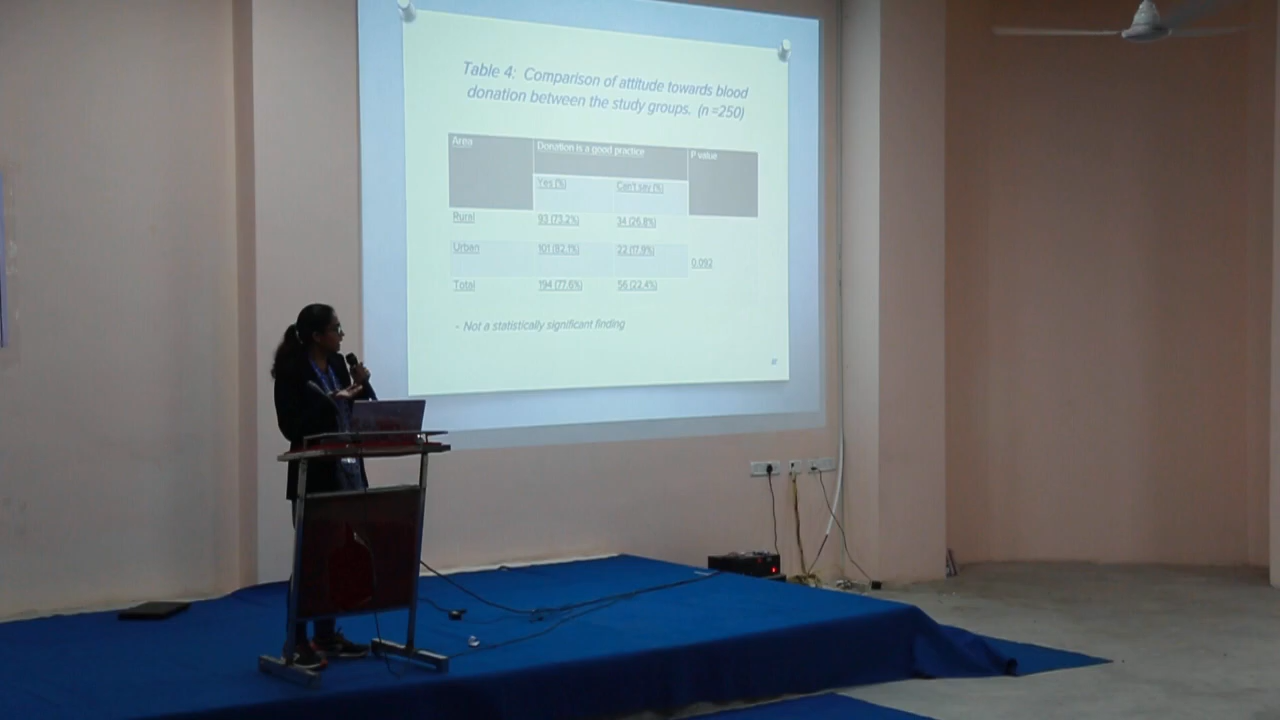 Table 4: Comparison of attitude towards blood
donation between the study groups. (n =250)
Area Donation is a good practice P value
Yes (%) Can't say (%)
Rural 93 (73.2%) 34 (26.8%)
Urban 101 (82.1%) 22 (17.9%)
0.092
Total 194 (77.6%) 56 (22.4%)
- Not a statistically significant finding